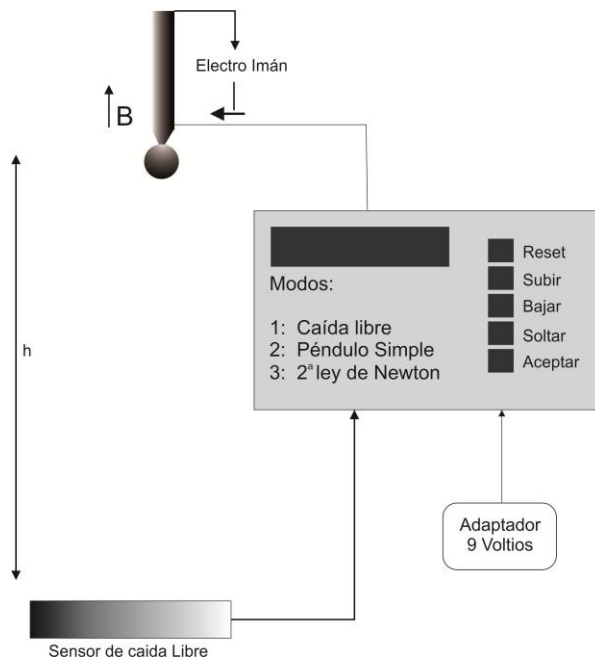 Electro Imán
B
h
Modos:
1: Caída libre
2: Péndulo Simple
3: 2ª ley de Newton
Reset
Subir
Bajar
Soltar
Aceptar
Adaptador
9 Voltios
Sensor de caida Libre